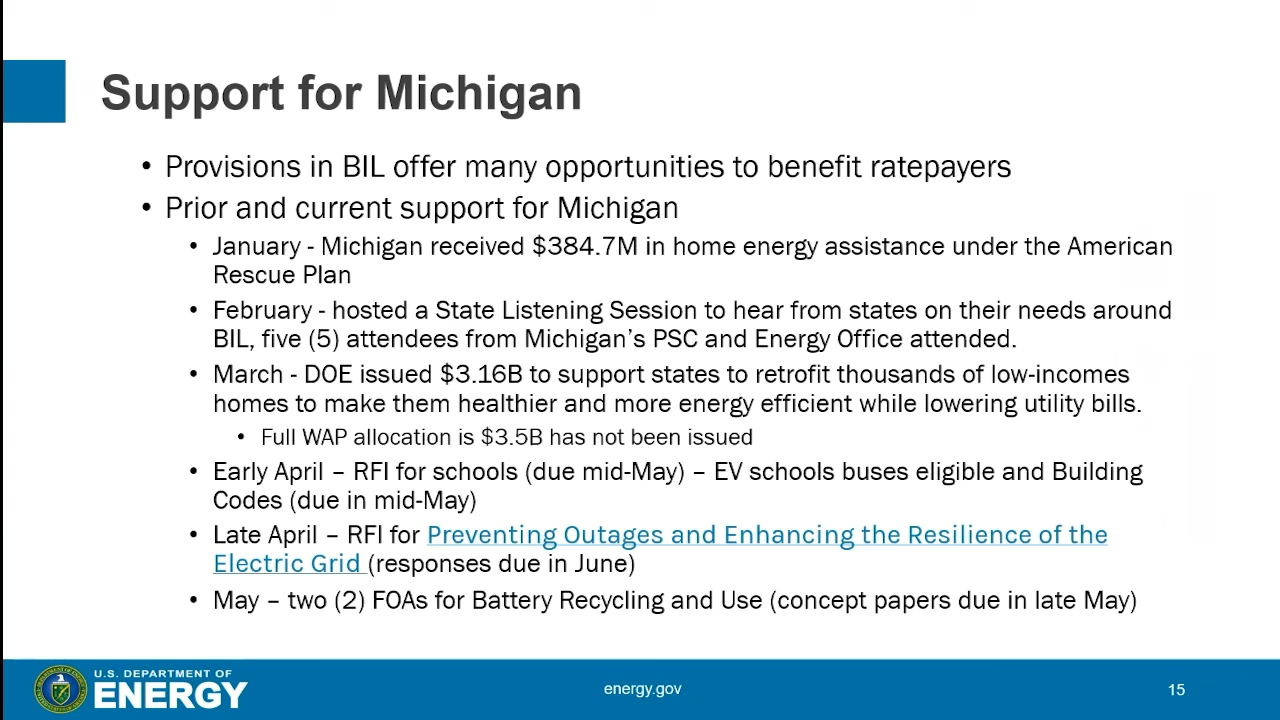 Support for Michigan
• Provisions in BIL offer many opportunities to benefit ratepayers
• Prior and current support for Michigan
• January - Michigan received $384.7M in home energy assistance under the American
Rescue Plan
• February - hosted a State Listening Session to hear from states on their needs around
BIL, five (5) attendees from Michigan’s PSC and Energy Office attended.
• March - DOE issued $3.16B to support states to retrofit thousands of low-incomes
homes to make them healthier and more energy efficient while lowering utility bills.
• Full WAP allocation is $3.5B has not been issued
• Early April – RFI for schools (due mid-May) – EV schools buses eligible and Building
Codes (due in mid-May)
• Late April – RFI for Preventing Outages and Enhancing the Resilience of the
Electric Grid (responses due in June)
• May – two (2) FOAs for Battery Recycling and Use (concept papers due in late May)
U.S. DEPARTMENT OF
ENERGY
energy.gov
15